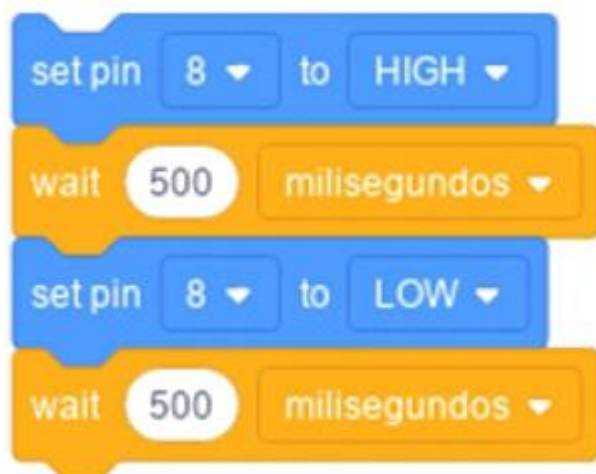 set pin 8 to HIGH
wait 500 milisegundos
set pin 8 to LOW
wait 500 milisegundos